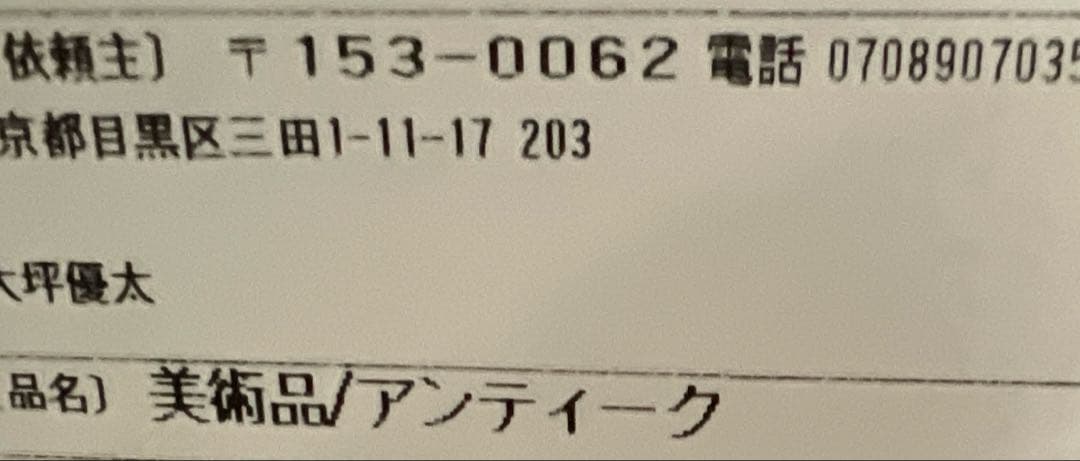 依頼主〕 〒153-0062 電話 0708907035
京都目黒区三田1-11-17 203
大坪優太
品名〕 美術品/アンティーク